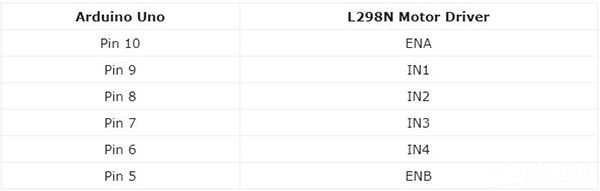 Arduino Uno L298N Motor Driver
Pin 10 ENA
Pin 9 IN1
Pin 8 IN2
Pin 7 IN3
Pin 6 IN4
Pin 5 ENB